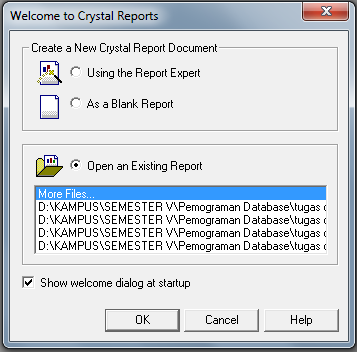 Welcome to Crystal Reports
Create a New Crystal Report Document
Using the Report Expert
As a Blank Report
Open an Existing Report
More Files...
D:\KAMPUS\SEMESTER V\Pemograman Database\tugas c
D:\KAMPUS\SEMESTER V\Pemograman Database\tugas c
D:\KAMPUS\SEMESTER V\Pemograman Database\tugas c
D:\KAMPUS\SEMESTER V\Pemograman Database\tugas c
Show welcome dialog at startup
OK
Cancel
Help